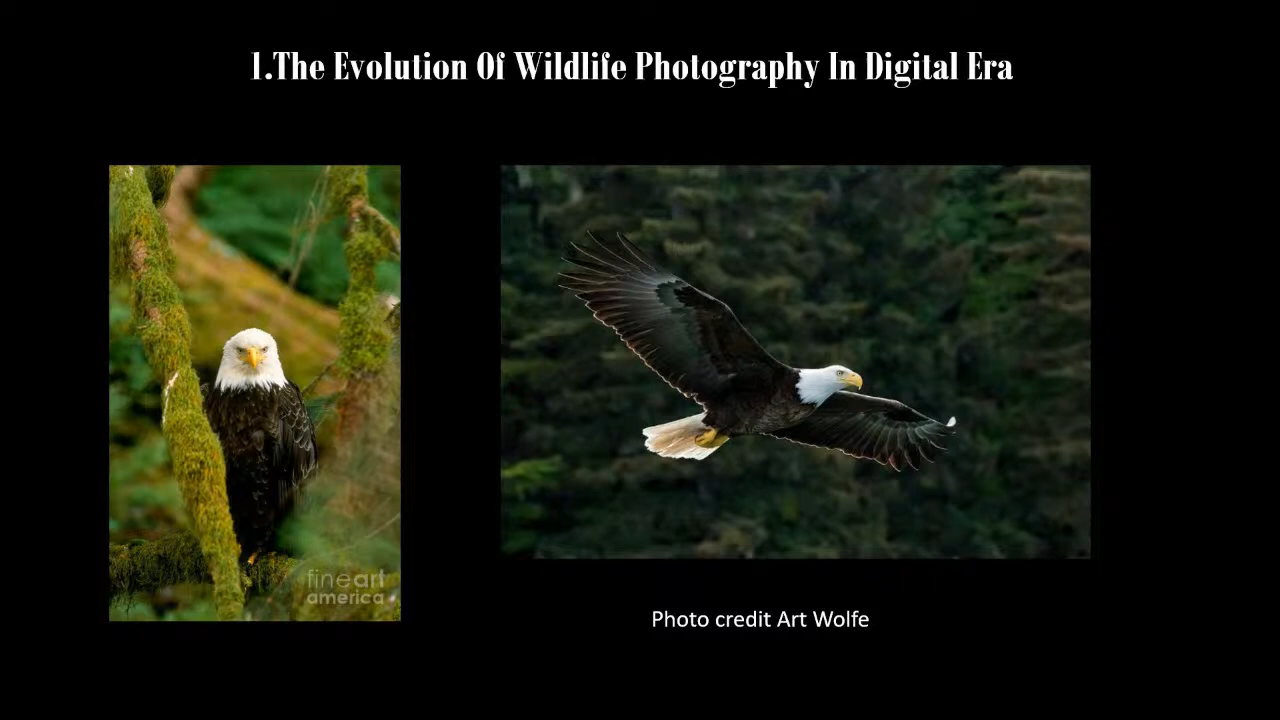 1.The Evolution Of Wildlife Photography In Digital Era
fineart
america
Photo credit Art Wolfe